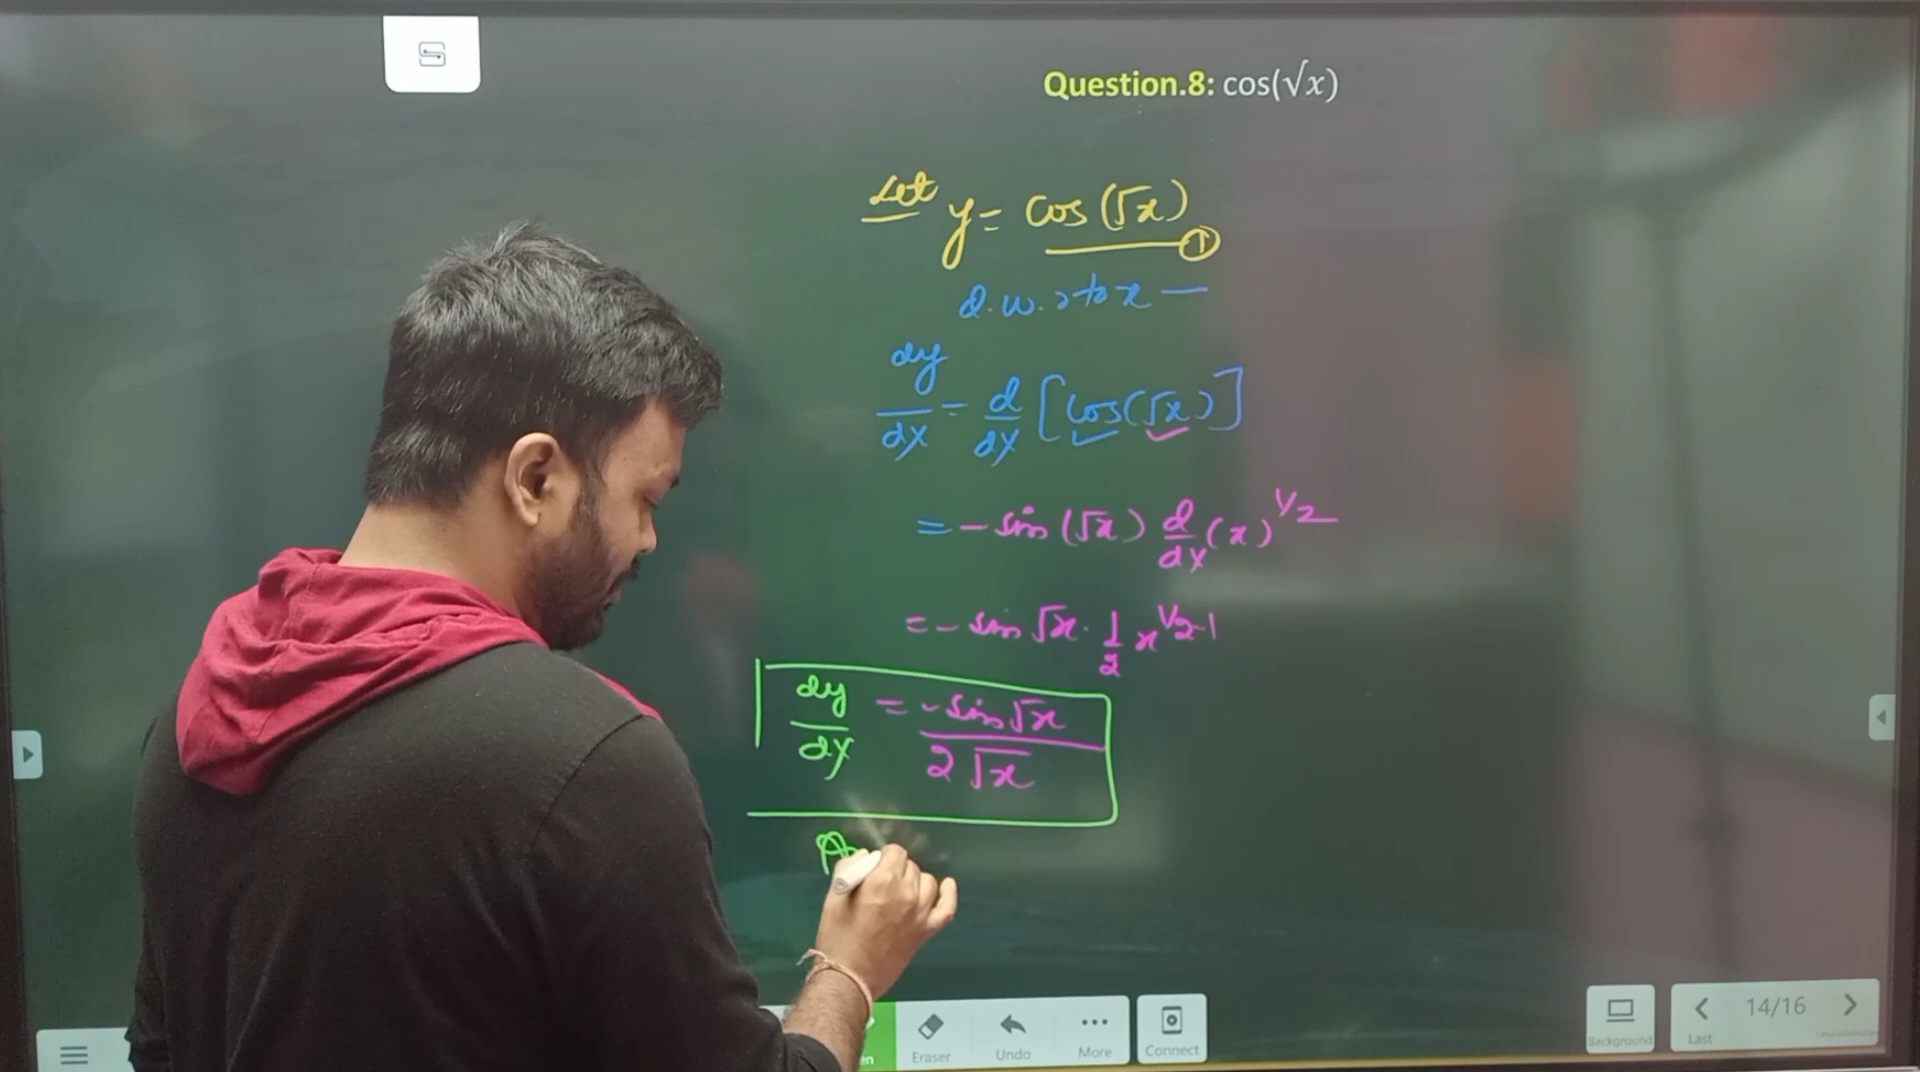 Question.8: cos(√x)
Let y = cos(√x) ①
d.w.r to x —
dy/dx = d/dx [cos(√x)]
= - sin(√x) d/dx (x)^1/2
= - sin √x · 1/2 x^1/2-1
dy/dx = - sin √x / 2√x
Eraser
Undo
More
Connect
Background
Last
14/16